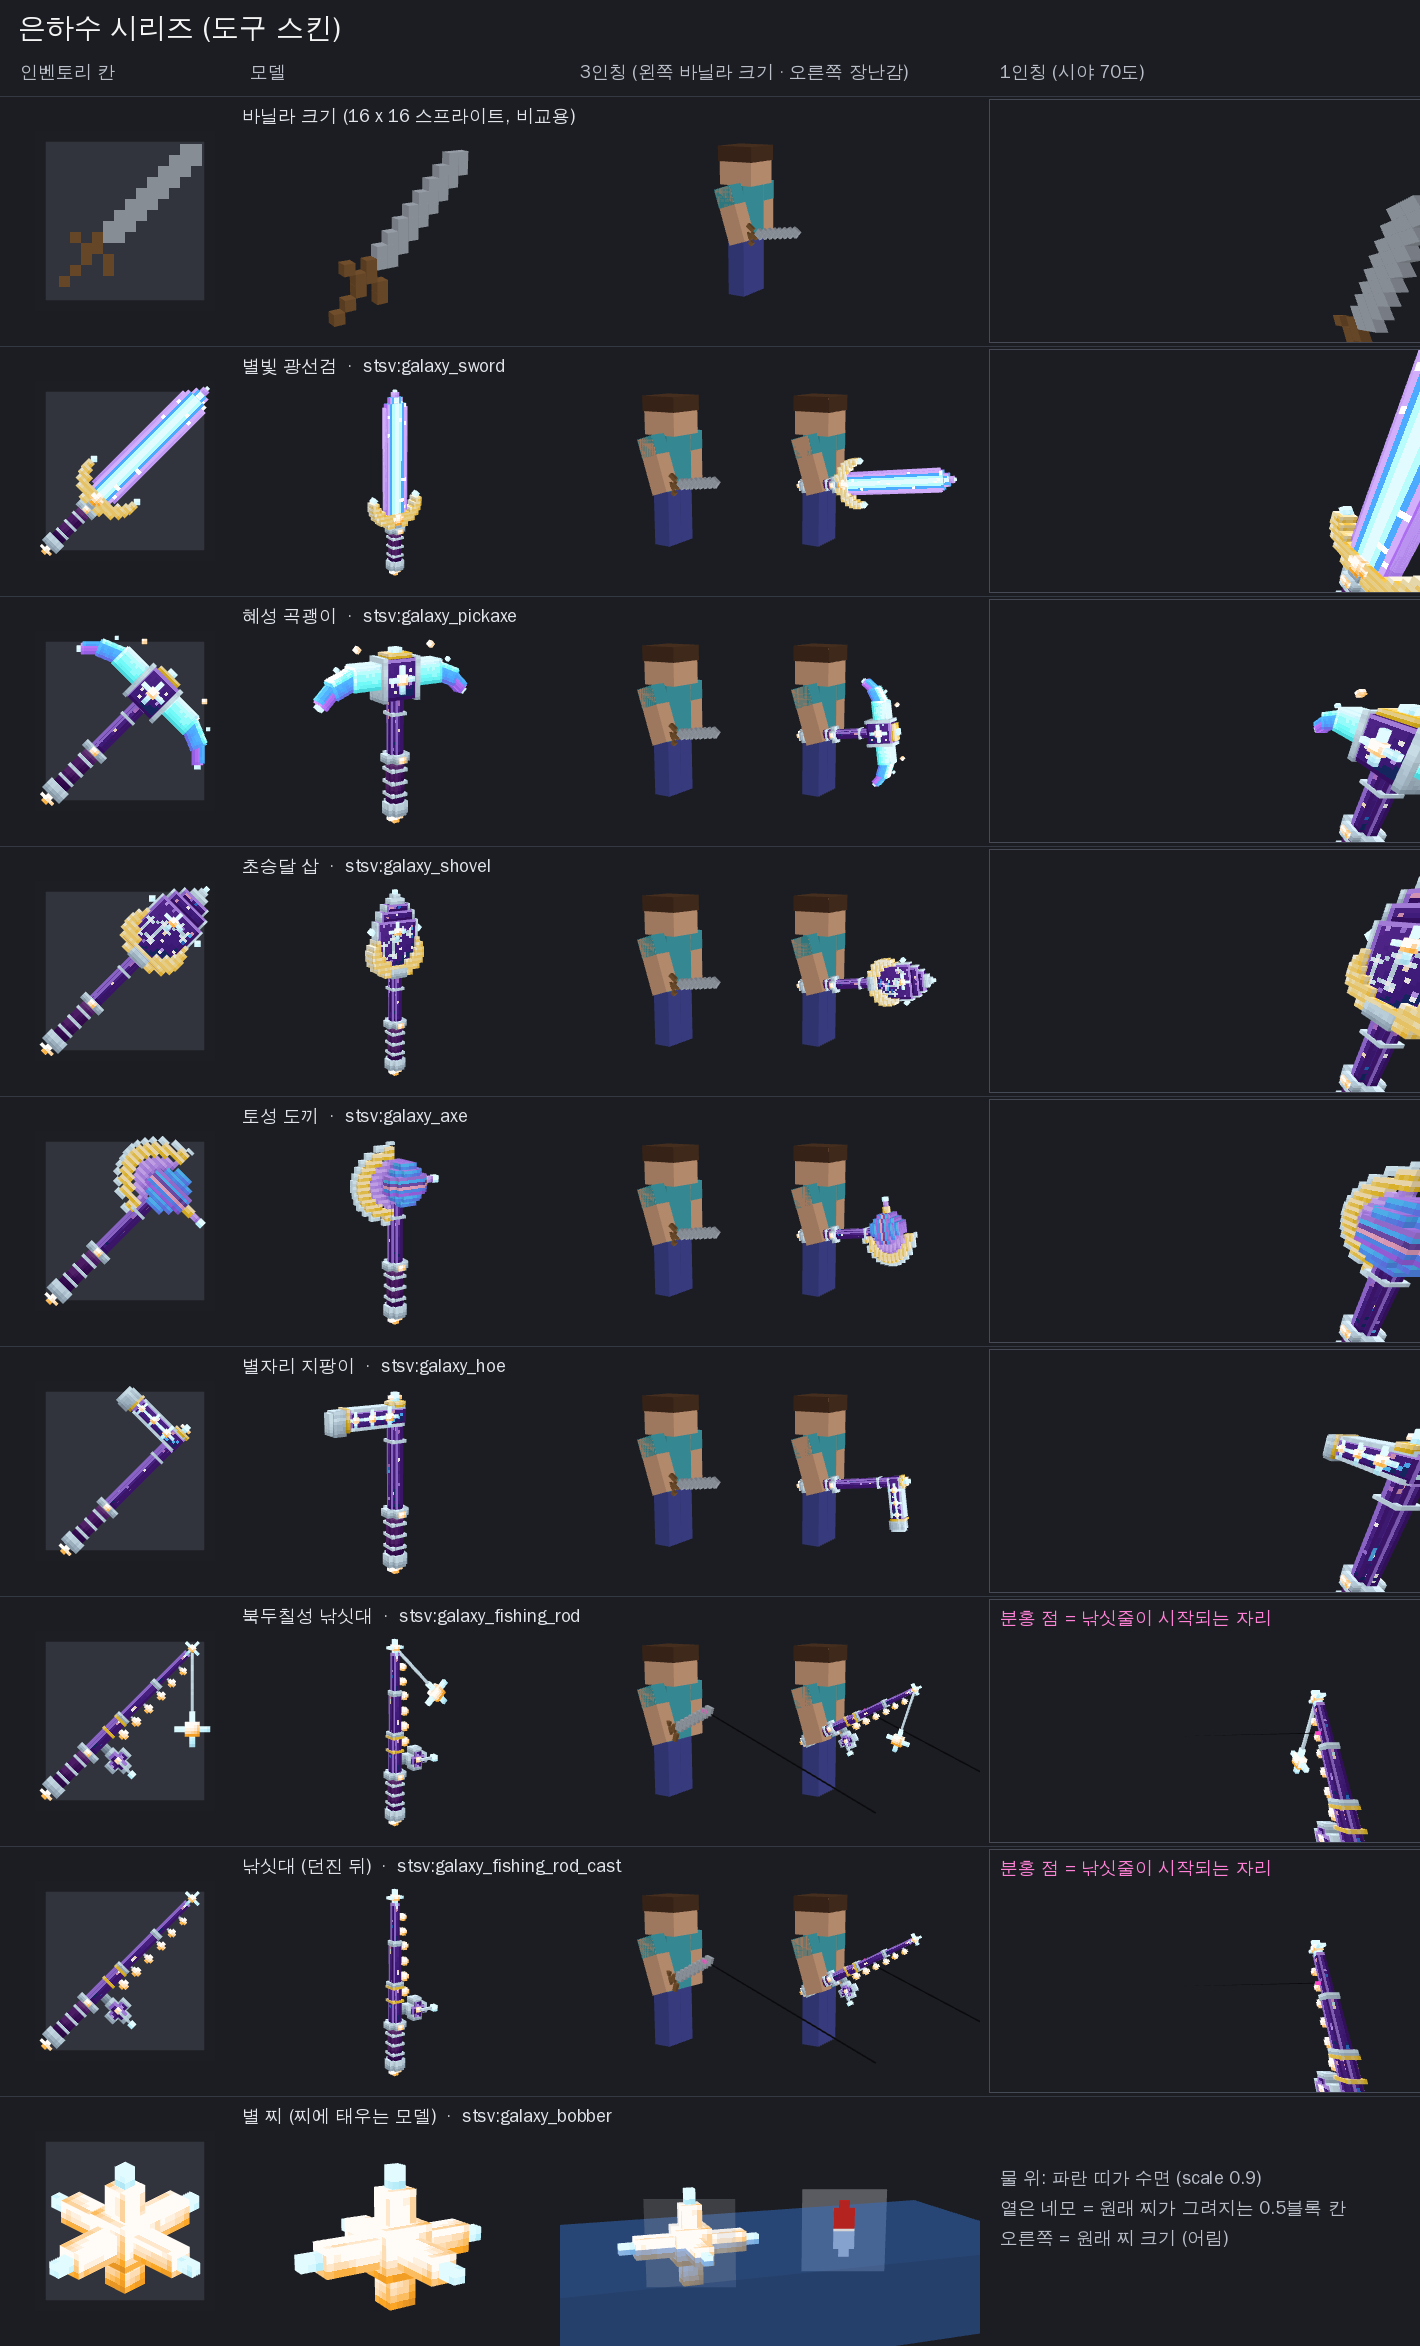 은하수 시리즈 (도구 스킨)
인벤토리 칸
모델
3인칭 (왼쪽 바닐라 크기 · 오른쪽 장난감)
1인칭 (시야 70도)
바닐라 크기 (16 x 16 스프라이트, 비교용)
별빛 광선검 · stsv:galaxy_sword
혜성 곡괭이 · stsv:galaxy_pickaxe
초승달 삽 · stsv:galaxy_shovel
토성 도끼 · stsv:galaxy_axe
별자리 지팡이 · stsv:galaxy_hoe
북두칠성 낚싯대 · stsv:galaxy_fishing_rod
분홍 점 = 낚싯줄이 시작되는 자리
낚싯대 (던진 뒤) · stsv:galaxy_fishing_rod_cast
분홍 점 = 낚싯줄이 시작되는 자리
별 찌 (찌에 태우는 모델) · stsv:galaxy_bobber
물 위: 파란 띠가 수면 (scale 0.9)
옅은 네모 = 원래 찌가 그려지는 0.5블록 칸
오른쪽 = 원래 찌 크기 (어림)